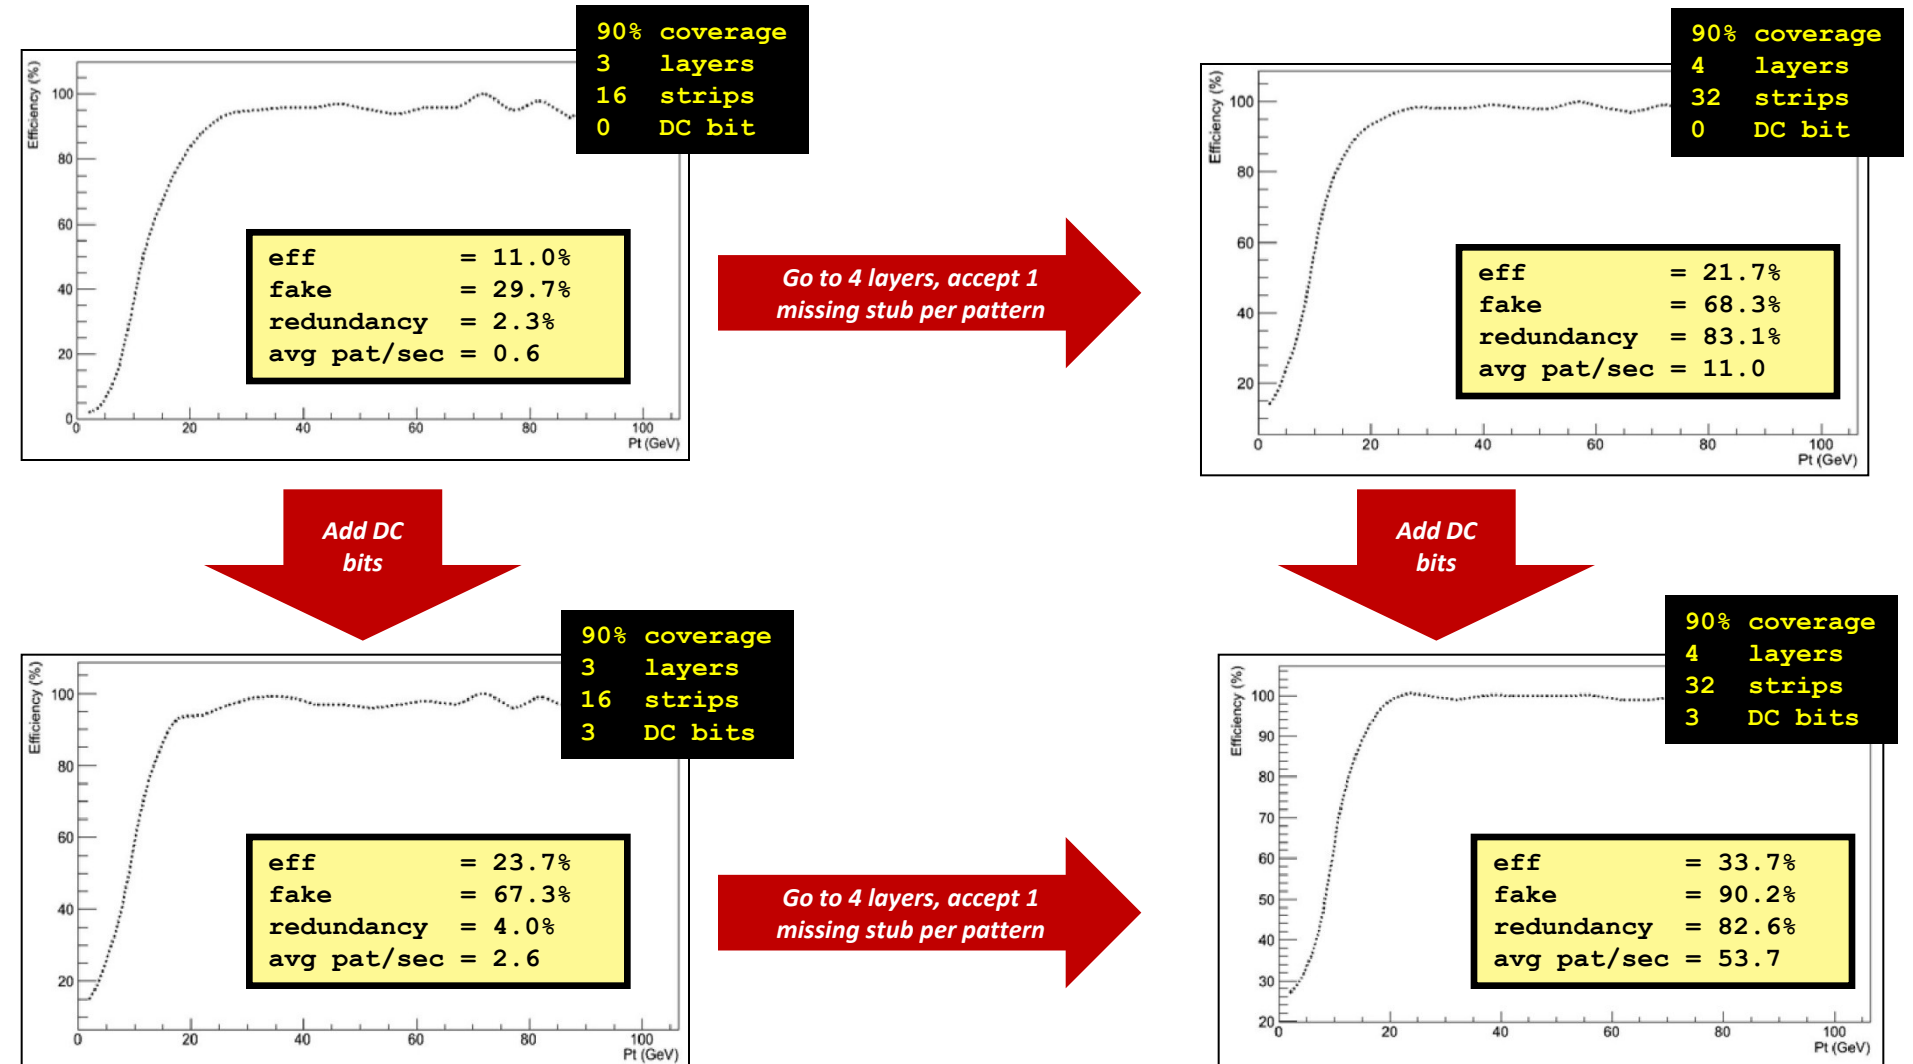 90% coverage
3 layers
16 strips
0 DC bit
Efficiency (%)
100
80
60
40
20
0
0 20 40 60 80 100
Pt (GeV)
eff = 11.0%
fake = 29.7%
redundancy = 2.3%
avg pat/sec = 0.6
Go to 4 layers, accept 1
missing stub per pattern
90% coverage
4 layers
32 strips
0 DC bit
Efficiency (%)
100
80
60
40
20
0 20 40 60 80 100
Pt (GeV)
eff = 21.7%
fake = 68.3%
redundancy = 83.1%
avg pat/sec = 11.0
Add DC
bits
Add DC
bits
90% coverage
3 layers
16 strips
3 DC bits
Efficiency (%)
100
80
60
40
20
0 20 40 60 80 100
Pt (GeV)
eff = 23.7%
fake = 67.3%
redundancy = 4.0%
avg pat/sec = 2.6
Go to 4 layers, accept 1
missing stub per pattern
90% coverage
4 layers
32 strips
3 DC bits
Efficiency (%)
100
90
80
70
60
50
40
30
20
0 20 40 60 80 100
Pt (GeV)
eff = 33.7%
fake = 90.2%
redundancy = 82.6%
avg pat/sec = 53.7